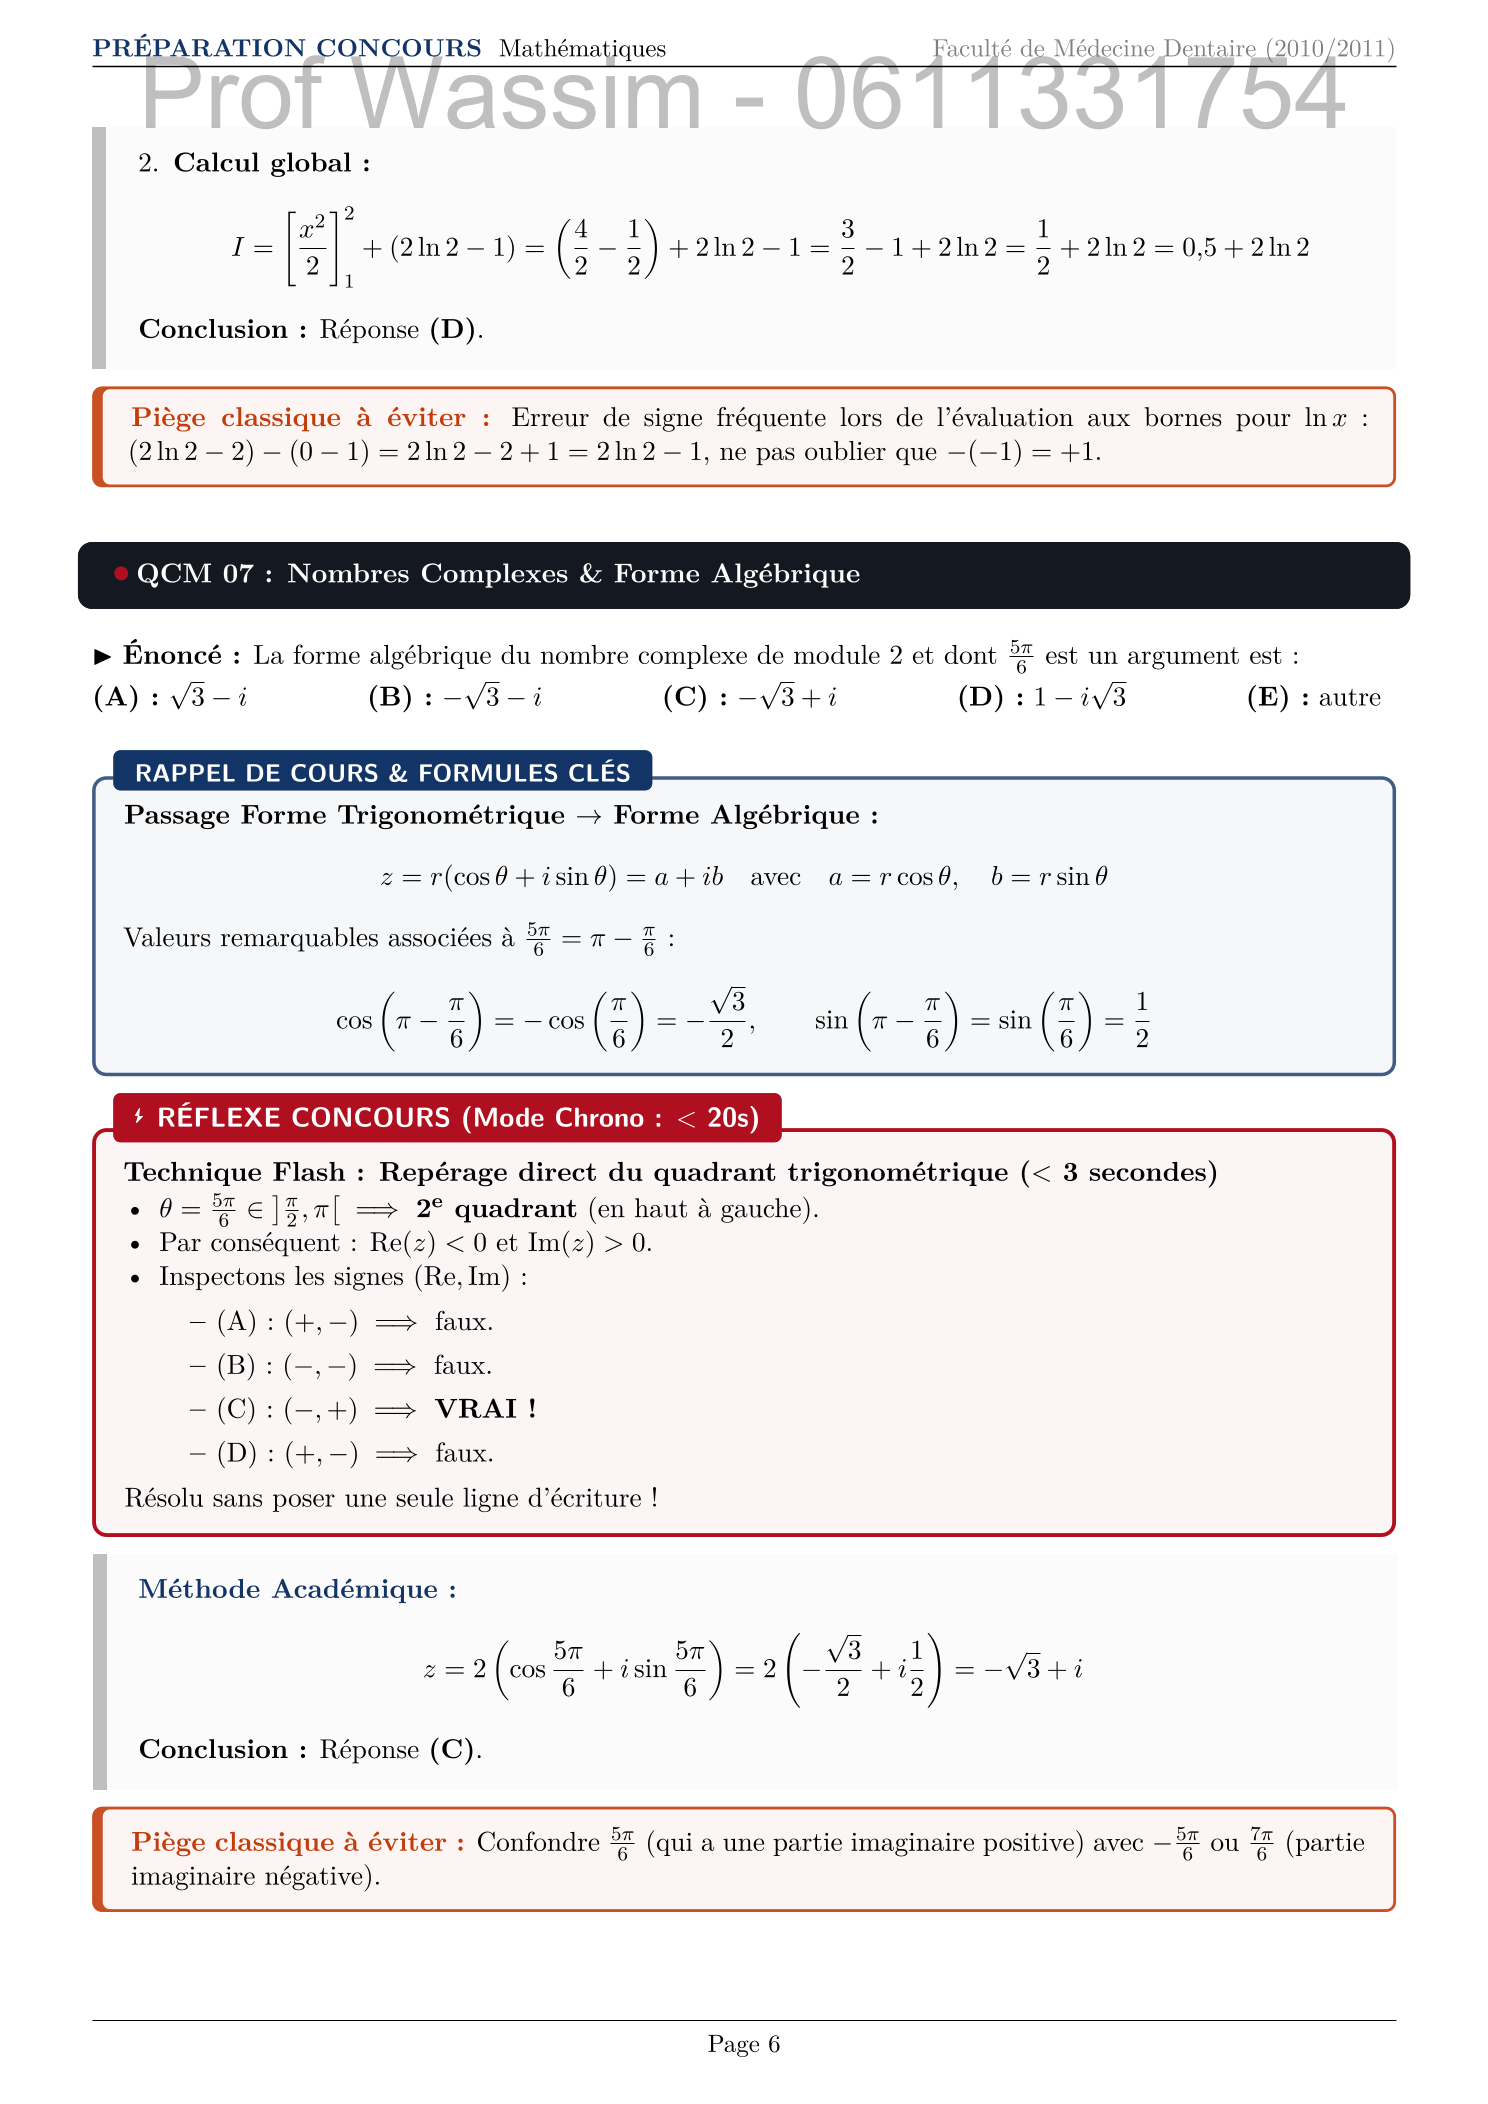 PRÉPARATION CONCOURS Mathématiques Faculté de Médecine Dentaire (2010/2011)
Prof Wassim - 0611331754
2. Calcul global :
I = [x²/2]₁² + (2 ln 2 − 1) = (4/2 − 1/2) + 2 ln 2 − 1 = 3/2 − 1 + 2 ln 2 = 1/2 + 2 ln 2 = 0,5 + 2 ln 2
Conclusion : Réponse (D).
Piège classique à éviter : Erreur de signe fréquente lors de l'évaluation aux bornes pour ln x :
(2 ln 2 − 2) − (0 − 1) = 2 ln 2 − 2 + 1 = 2 ln 2 − 1, ne pas oublier que −(−1) = +1.
● QCM 07 : Nombres Complexes & Forme Algébrique
▶ Énoncé : La forme algébrique du nombre complexe de module 2 et dont 5π/6 est un argument est :
(A) : √3 − i (B) : −√3 − i (C) : −√3 + i (D) : 1 − i√3 (E) : autre
RAPPEL DE COURS & FORMULES CLÉS
Passage Forme Trigonométrique → Forme Algébrique :
z = r(cos θ + i sin θ) = a + ib avec a = r cos θ, b = r sin θ
Valeurs remarquables associées à 5π/6 = π − π/6 :
cos (π − π/6) = − cos (π/6) = −√3/2, sin (π − π/6) = sin (π/6) = 1/2
RÉFLEXE CONCOURS (Mode Chrono : < 20s)
Technique Flash : Repérage direct du quadrant trigonométrique (< 3 secondes)
• θ = 5π/6 ∈ ]π/2, π[ ⟹ 2ᵉ quadrant (en haut à gauche).
• Par conséquent : Re(z) < 0 et Im(z) > 0.
• Inspectons les signes (Re, Im) :
– (A) : (+, −) ⟹ faux.
– (B) : (−, −) ⟹ faux.
– (C) : (−, +) ⟹ VRAI !
– (D) : (+, −) ⟹ faux.
Résolu sans poser une seule ligne d'écriture !
Méthode Académique :
z = 2 (cos 5π/6 + i sin 5π/6) = 2 (−√3/2 + i 1/2) = −√3 + i
Conclusion : Réponse (C).
Piège classique à éviter : Confondre 5π/6 (qui a une partie imaginaire positive) avec −5π/6 ou 7π/6 (partie
imaginaire négative).
Page 6